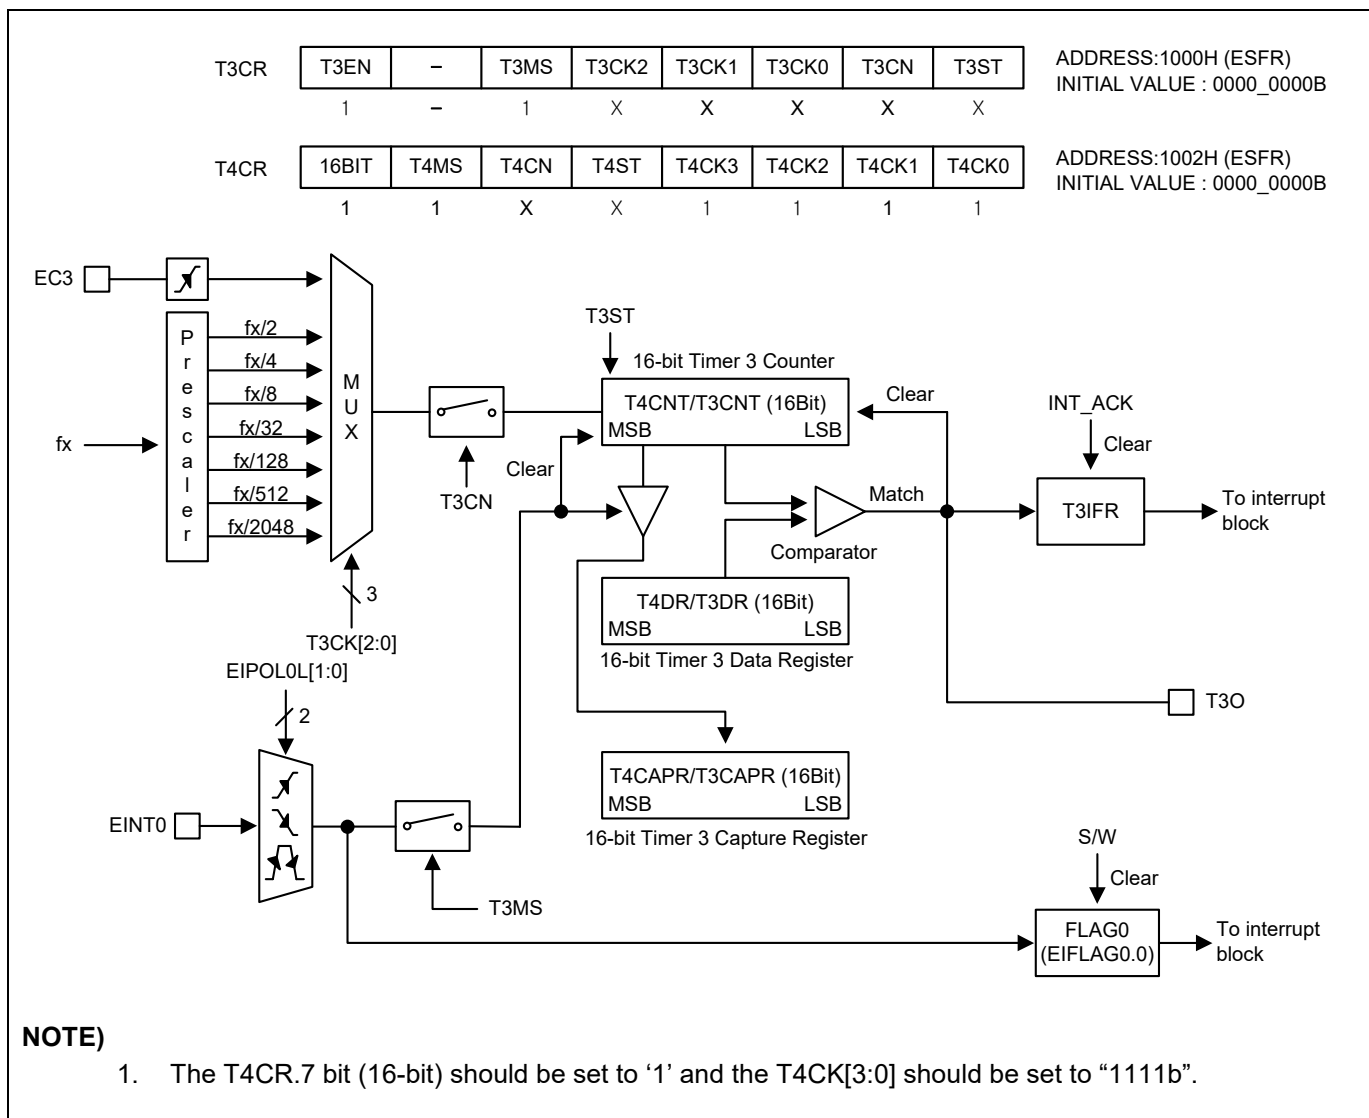 T3CR T3EN – T3MS T3CK2 T3CK1 T3CK0 T3CN T3ST ADDRESS:1000H (ESFR)
INITIAL VALUE : 0000_0000B
1 – 1 X X X X X
T4CR 16BIT T4MS T4CN T4ST T4CK3 T4CK2 T4CK1 T4CK0 ADDRESS:1002H (ESFR)
INITIAL VALUE : 0000_0000B
1 1 X X 1 1 1 1
EC3
Prescaler
fx/2
fx/4
fx/8
fx/32
fx/128
fx/512
fx/2048
fx
MUX
3
T3CK[2:0]
T3CN
T3ST
16-bit Timer 3 Counter
T4CNT/T3CNT (16Bit)
MSB LSB
Clear
Clear
Match
Comparator
INT_ACK
Clear
T3IFR
To interrupt
block
T4DR/T3DR (16Bit)
MSB LSB
16-bit Timer 3 Data Register
T3O
EIPOL0L[1:0]
2
EINT0
T3MS
T4CAPR/T3CAPR (16Bit)
MSB LSB
16-bit Timer 3 Capture Register
S/W
Clear
FLAG0
(EIFLAG0.0)
To interrupt
block
NOTE)
1. The T4CR.7 bit (16-bit) should be set to ‘1’ and the T4CK[3:0] should be set to “1111b”.